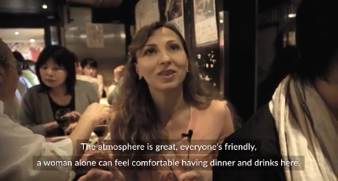 The atmosphere is great, everyone's friendly,
a woman alone can feel comfortable having dinner and drinks here.